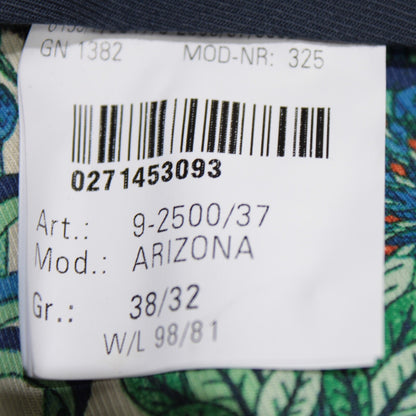 GN 1382 MOD-NR: 325
0271453093
Art.: 9-2500/37
Mod.: ARIZONA
Gr.: 38/32
W/L 98/81